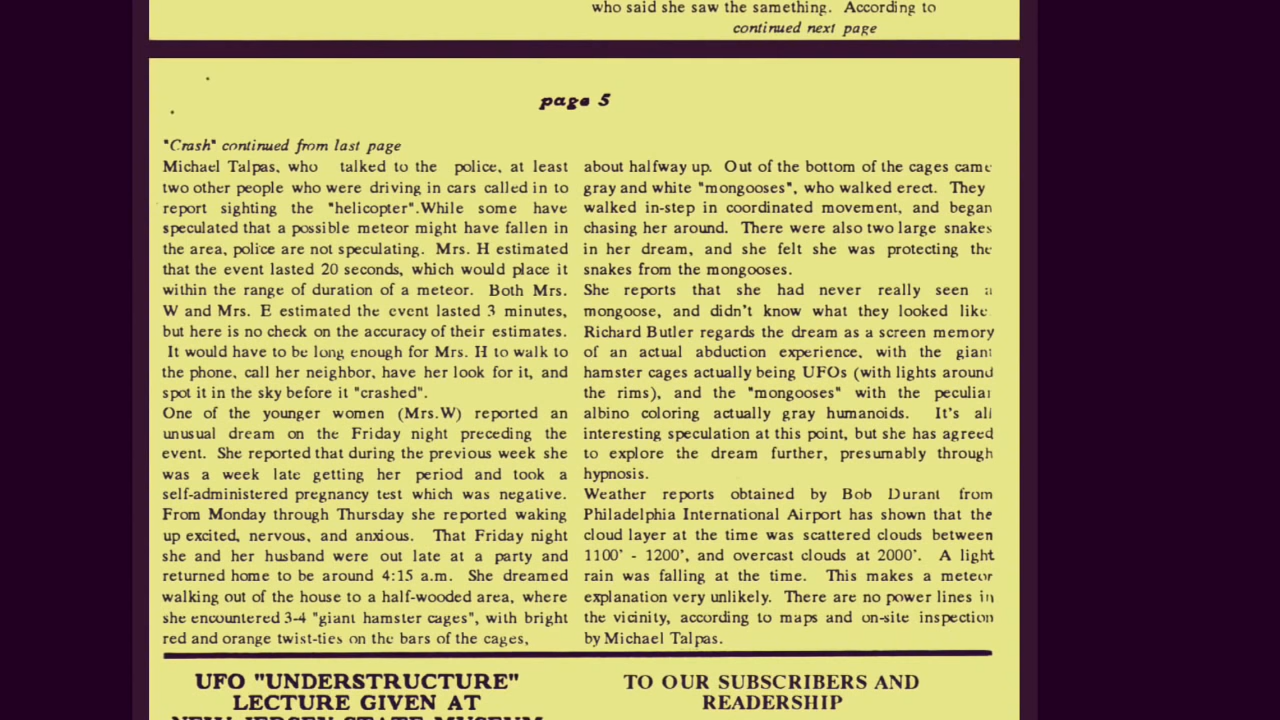 who said she saw the samething. According to
continued next page
page 5
"Crash" continued from last page
Michael Talpas, who talked to the police, at least
two other people who were driving in cars called in to
report sighting the "helicopter".While some have
speculated that a possible meteor might have fallen in
the area, police are not speculating. Mrs. H estimated
that the event lasted 20 seconds, which would place it
within the range of duration of a meteor. Both Mrs.
W and Mrs. E estimated the event lasted 3 minutes,
but here is no check on the accuracy of their estimates.
It would have to be long enough for Mrs. H to walk to
the phone, call her neighbor, have her look for it, and
spot it in the sky before it "crashed".
One of the younger women (Mrs.W) reported an
unusual dream on the Friday night preceding the
event. She reported that during the previous week she
was a week late getting her period and took a
self-administered pregnancy test which was negative.
From Monday through Thursday she reported waking
up excited, nervous, and anxious. That Friday night
she and her husband were out late at a party and
returned home to be around 4:15 a.m. She dreamed
walking out of the house to a half-wooded area, where
she encountered 3-4 "giant hamster cages", with bright
red and orange twist-ties on the bars of the cages,
about halfway up. Out of the bottom of the cages came
gray and white "mongooses", who walked erect. They
walked in-step in coordinated movement, and began
chasing her around. There were also two large snakes
in her dream, and she felt she was protecting the
snakes from the mongooses.
She reports that she had never really seen a
mongoose, and didn't know what they looked like.
Richard Butler regards the dream as a screen memory
of an actual abduction experience, with the giant
hamster cages actually being UFOs (with lights around
the rims), and the "mongooses" with the peculiar
albino coloring actually gray humanoids. It's all
interesting speculation at this point, but she has agreed
to explore the dream further, presumably through
hypnosis.
Weather reports obtained by Bob Durant from
Philadelphia International Airport has shown that the
cloud layer at the time was scattered clouds between
1100' - 1200', and overcast clouds at 2000'. A light
rain was falling at the time. This makes a meteor
explanation very unlikely. There are no power lines in
the vicinity, according to maps and on-site inspection
by Michael Talpas.
UFO "UNDERSTRUCTURE"
LECTURE GIVEN AT
NEW JERSEY STATE MUSEUM
TO OUR SUBSCRIBERS AND
READERSHIP